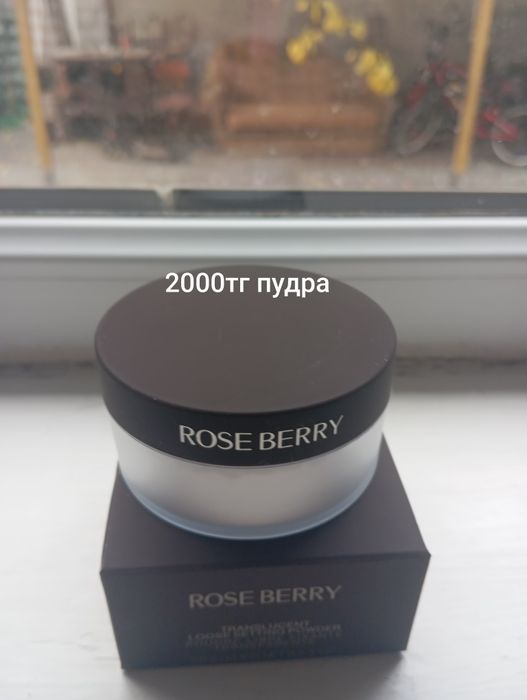 2000тг пудра
ROSE BERRY
ROSE BERRY
TRANSLUCENT
LOOSE SETTING POWDER